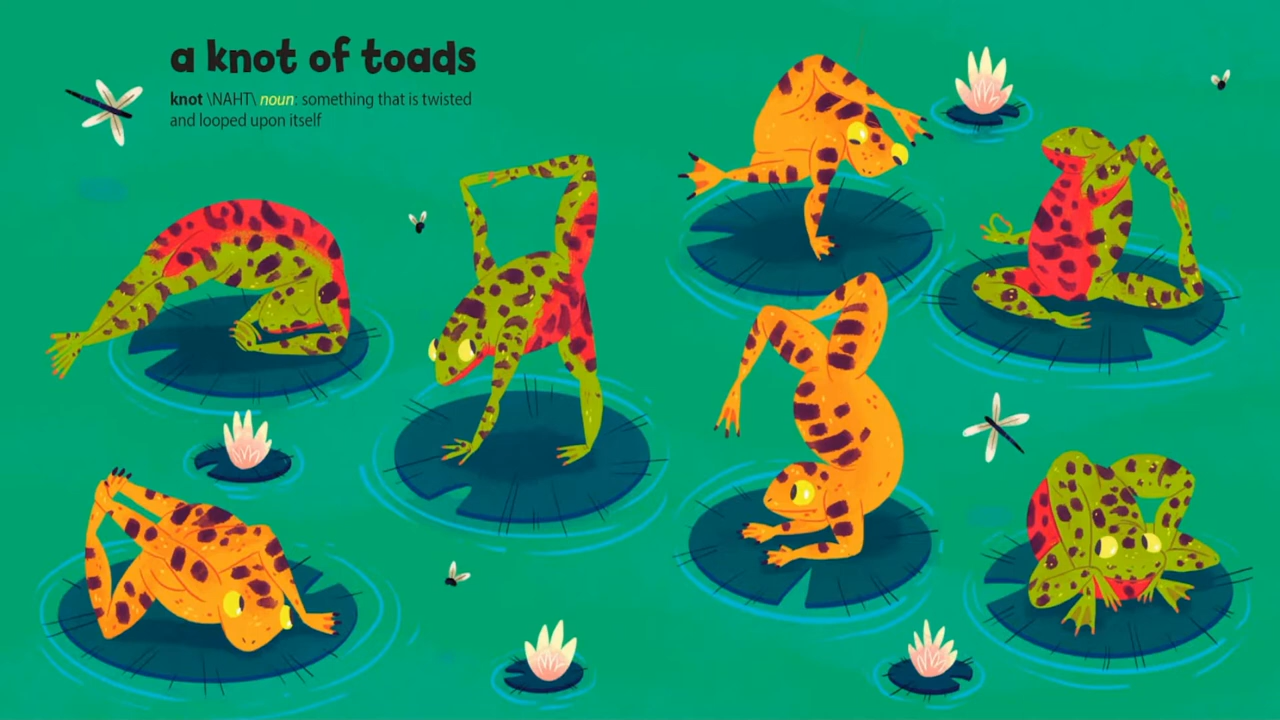 a knot of toads
knot \NAHT\ noun: something that is twisted
and looped upon itself